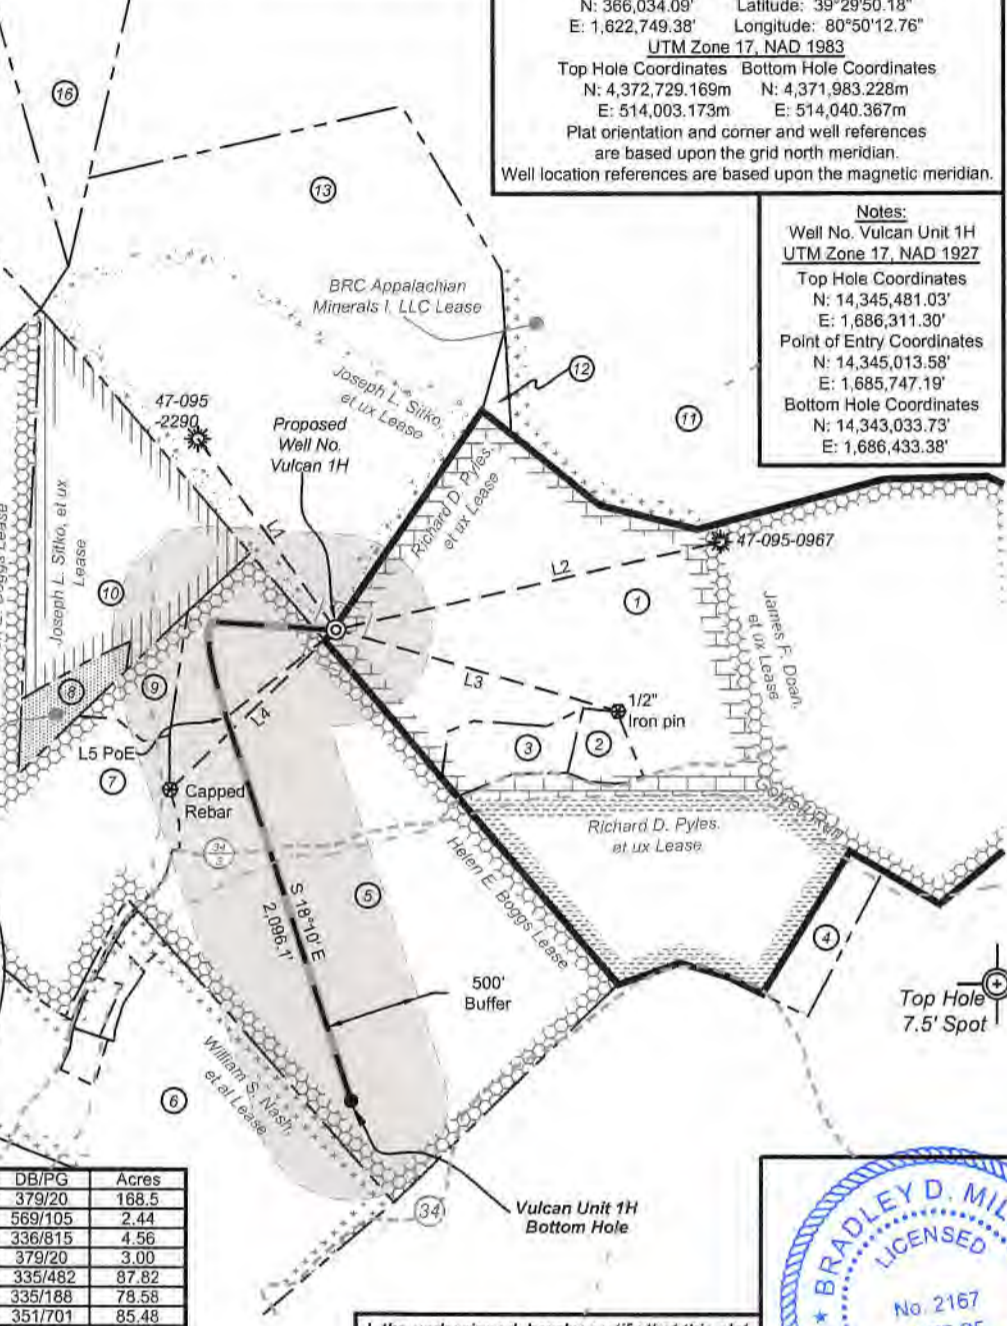 N: 366,034.09' Latitude: 39°29'50.18"
E: 1,622,749.38' Longitude: 80°50'12.76"
UTM Zone 17, NAD 1983
Top Hole Coordinates Bottom Hole Coordinates
N: 4,372,729.169m N: 4,371,983.228m
E: 514,003.173m E: 514,040.367m
Plat orientation and corner and well references
are based upon the grid north meridian.
Well location references are based upon the magnetic meridian.
Notes:
Well No. Vulcan Unit 1H
UTM Zone 17, NAD 1927
Top Hole Coordinates
N: 14,345,481.03'
E: 1,686,311.30'
Point of Entry Coordinates
N: 14,345,013.58'
E: 1,685,747.19'
Bottom Hole Coordinates
N: 14,343,033.73'
E: 1,686,433.38'
16
13
BRC Appalachian
Minerals I, LLC Lease
12
11
Joseph L. Sitko,
et ux Lease
47-095
-2290
Proposed
Well No.
Vulcan 1H
Richard D. Pyles,
et ux Lease
L1
L2
47-095-0967
1
Joseph L. Sitko, et ux
Lease
Boggs Lease
10
James F. Doan,
et ux Lease
8
9
L3
1/2"
Iron pin
3
2
L4
L5 PoE
7
Capped
Rebar
34
3
Richard D. Pyles,
et ux Lease
Helen E. Boggs Lease
5
S 18°10' E
2,096.1'
4
500'
Buffer
Top Hole
7.5' Spot
William S. Nash,
et al Lease
6
34
Vulcan Unit 1H
Bottom Hole
DB/PG Acres
379/20 168.5
569/105 2.44
336/815 4.56
379/20 3.00
335/482 87.82
335/188 78.58
351/701 85.48
BRADLEY D. MIL
LICENSED
No. 2167